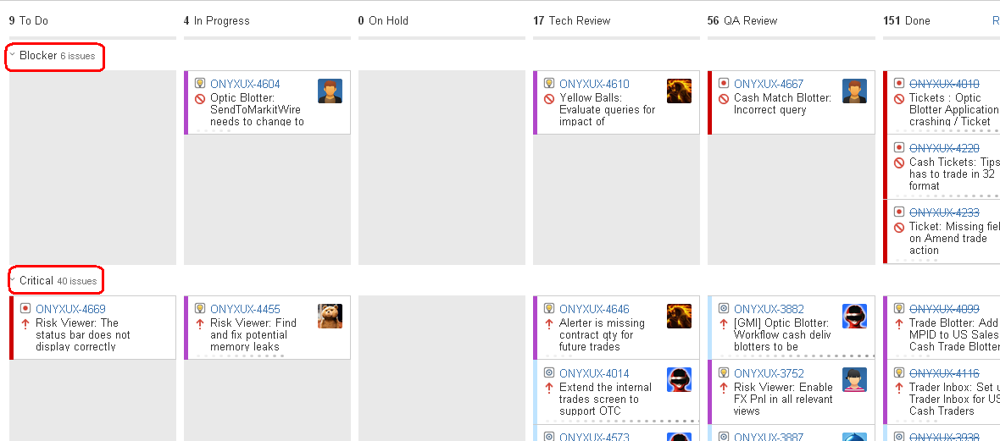 9 To Do
4 In Progress
0 On Hold
17 Tech Review
56 QA Review
151 Done
R
Blocker 6 issues
ONYXUX-4604
Optic Blotter:
SendToMarkitWire
needs to change to
ONYXUX-4610
Yellow Balls:
Evaluate queries for
impact of
ONYXUX-4667
Cash Match Blotter:
Incorrect query
ONYXUX-4010
Tickets : Optic
Blotter Application
crashing / Ticket
ONYXUX-4220
Cash Tickets: Tips
has to trade in 32
format
ONYXUX-4233
Ticket: Missing fiel
on Amend trade
action
Critical 40 issues
ONYXUX-4669
Risk Viewer: The
status bar does not
display correctly
ONYXUX-4455
Risk Viewer: Find
and fix potential
memory leaks
ONYXUX-4646
Alerter is missing
contract qty for
future trades
ONYXUX-4014
Extend the internal
trades screen to
support OTC
ONYXUX-4573
ONYXUX-3882
[GMI] Optic Blotter:
Workflow cash deliv
blotters to be
ONYXUX-3752
Risk Viewer: Enable
FX Pnl in all relevant
views
ONYXUX-3887
ONYXUX-4099
Trade Blotter: Add
MPID to US Sales
Cash Trade Blotter
ONYXUX-4116
Trader Inbox: Set u
Trader Inbox for US
Cash Traders
ONYXUX-3938